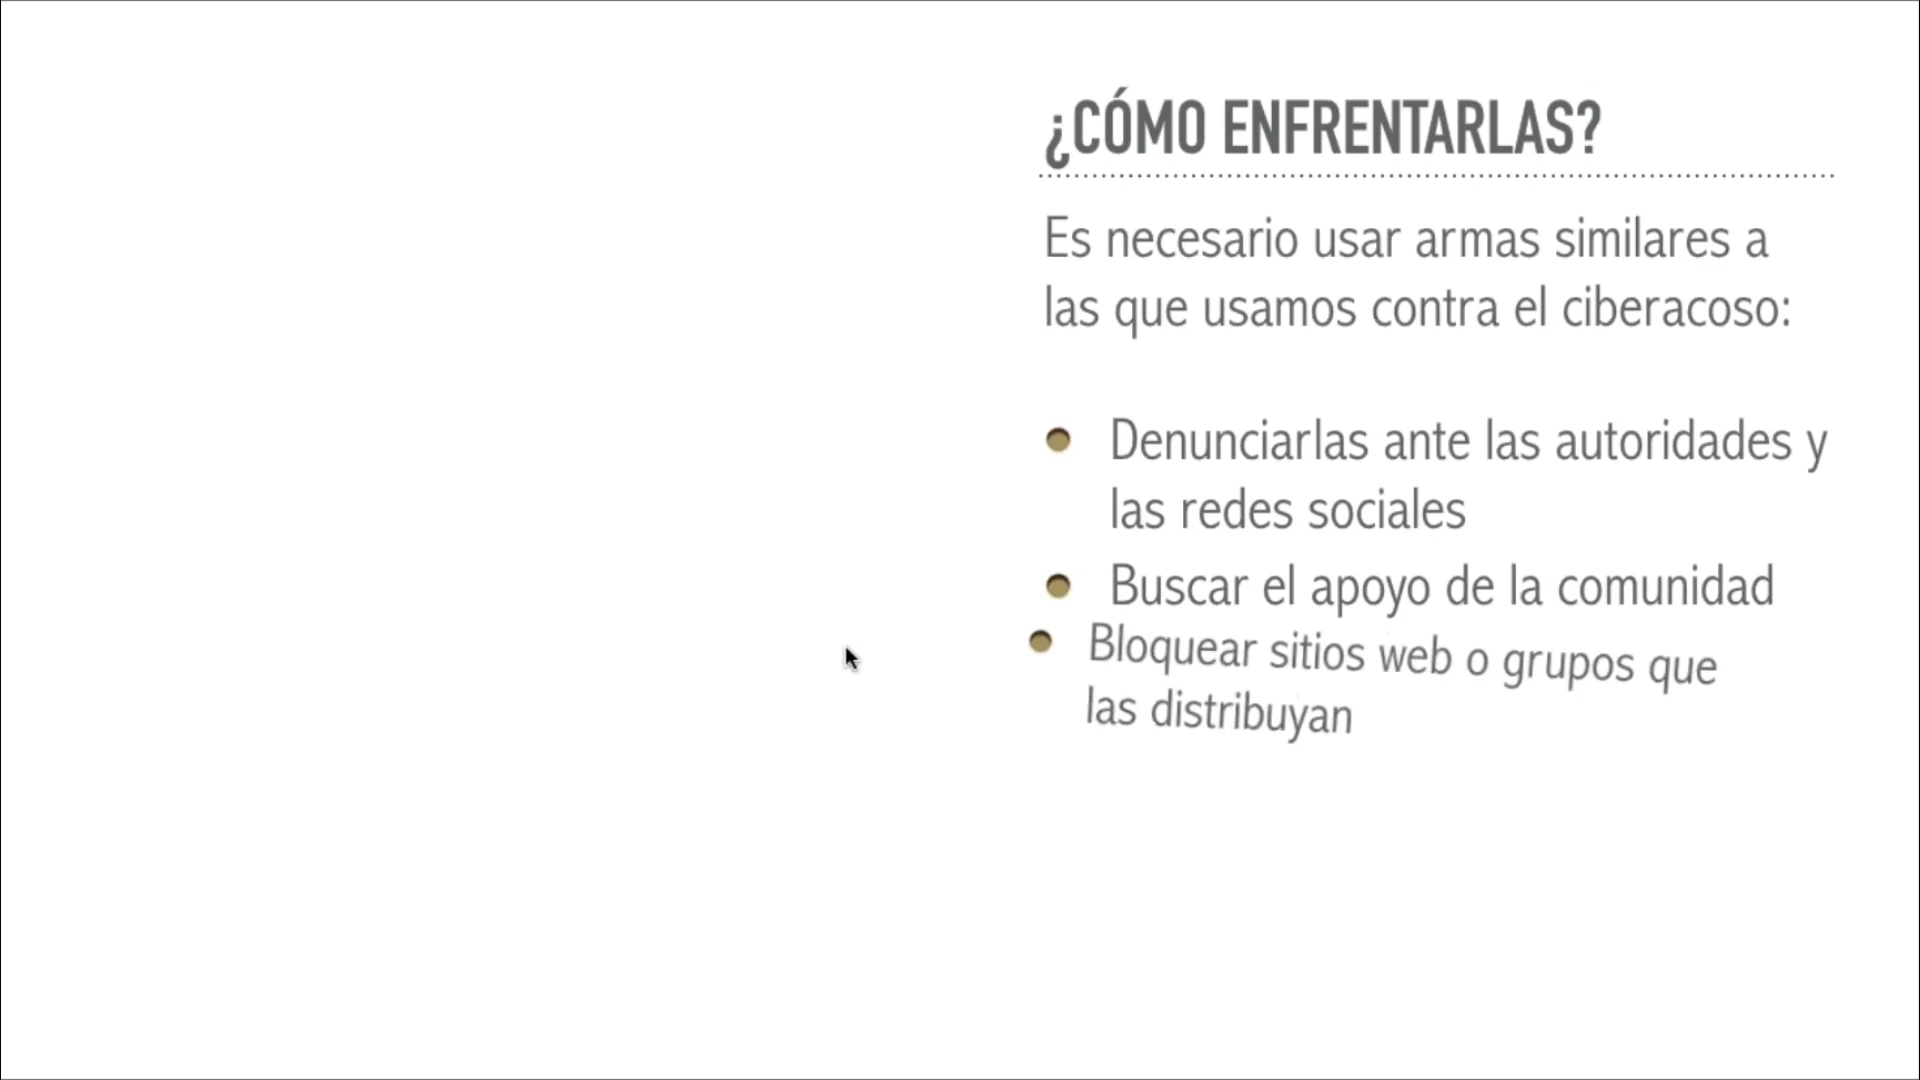 ¿CÓMO ENFRENTARLAS?
Es necesario usar armas similares a
las que usamos contra el ciberacoso:
Denunciarlas ante las autoridades y
las redes sociales
Buscar el apoyo de la comunidad
Bloquear sitios web o grupos que
las distribuyan